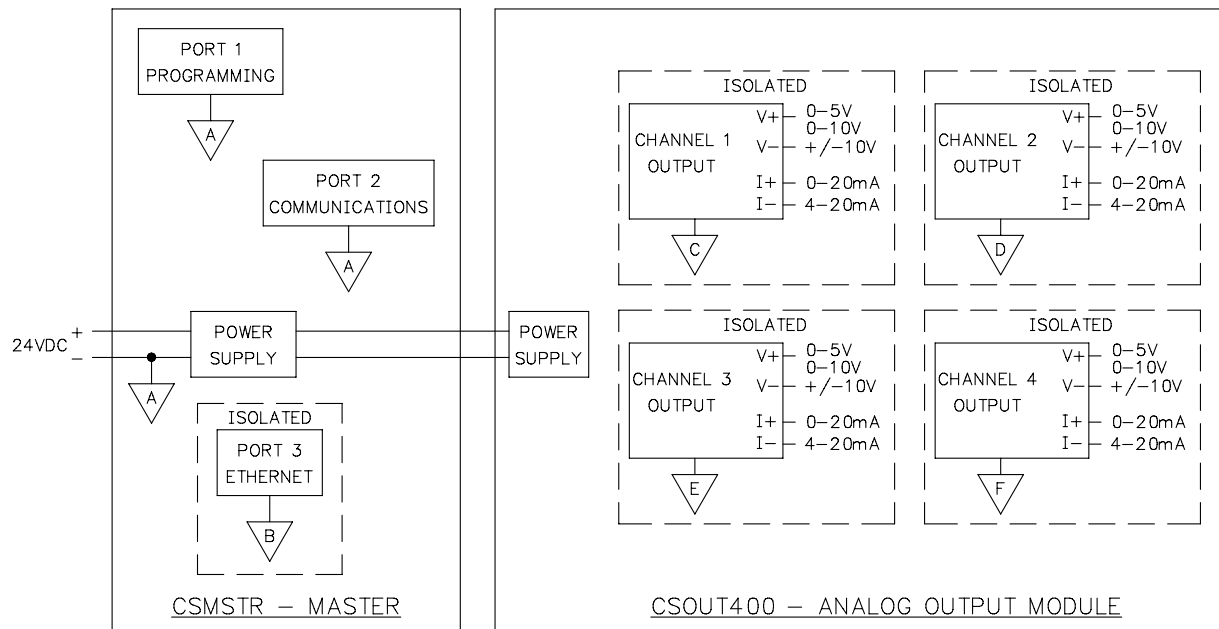 PORT 1
PROGRAMMING
A
PORT 2
COMMUNICATIONS
A
24VDC
+
−
POWER
SUPPLY
A
ISOLATED
PORT 3
ETHERNET
B
CSMSTR − MASTER
POWER
SUPPLY
ISOLATED
CHANNEL 1
OUTPUT
V+ 0−5V
0−10V
V− +/−10V
I+ 0−20mA
I− 4−20mA
C
ISOLATED
CHANNEL 2
OUTPUT
V+ 0−5V
0−10V
V− +/−10V
I+ 0−20mA
I− 4−20mA
D
ISOLATED
CHANNEL 3
OUTPUT
V+ 0−5V
0−10V
V− +/−10V
I+ 0−20mA
I− 4−20mA
E
ISOLATED
CHANNEL 4
OUTPUT
V+ 0−5V
0−10V
V− +/−10V
I+ 0−20mA
I− 4−20mA
F
CSOUT400 − ANALOG OUTPUT MODULE